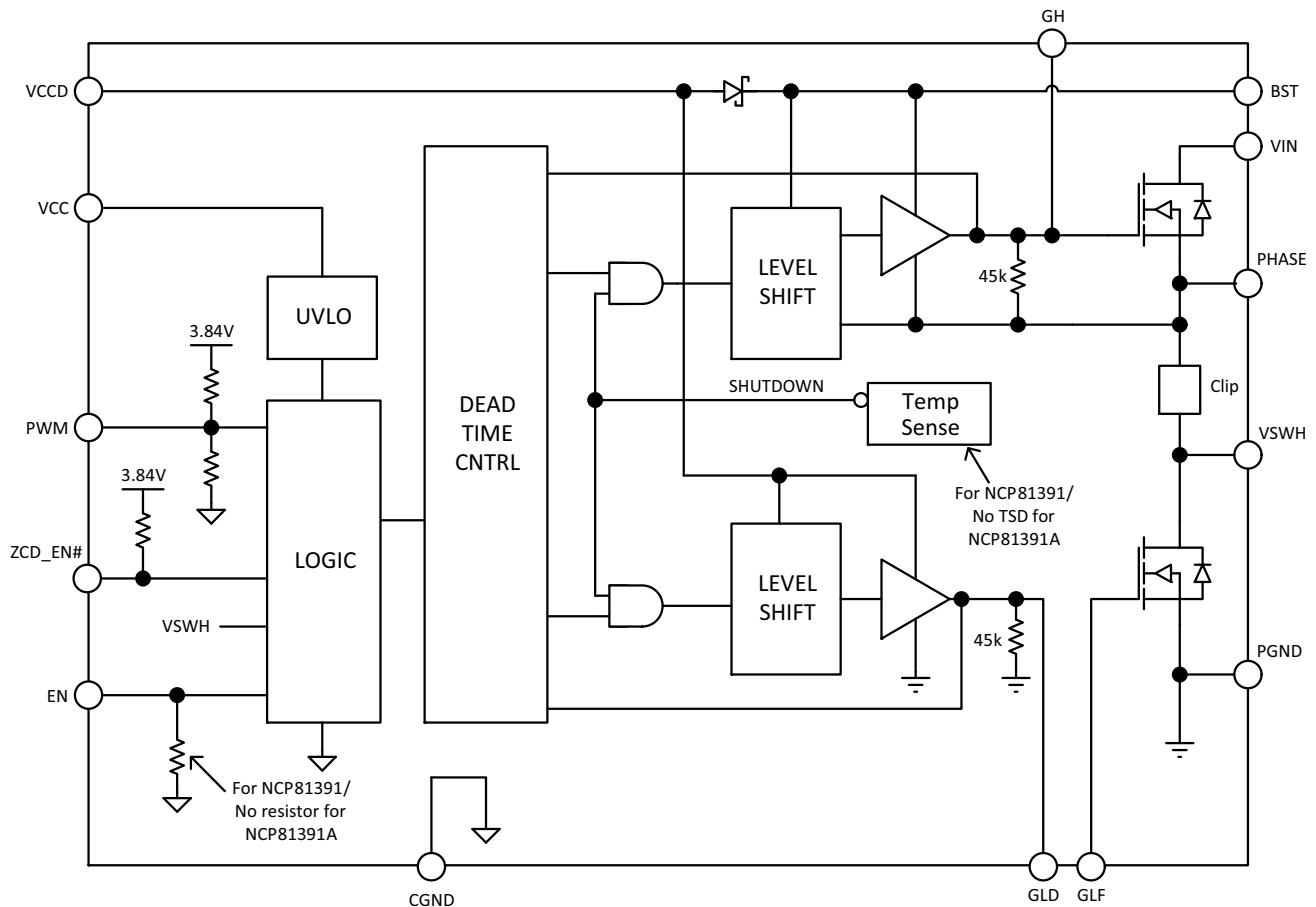 GH
VCCD
BST
VIN
VCC
LEVEL
SHIFT
45k
PHASE
UVLO
3.84V
SHUTDOWN
Temp
Sense
Clip
DEAD
TIME
CNTRL
PWM
VSWH
3.84V
For NCP81391/
No TSD for
NCP81391A
ZCD_EN#
LOGIC
LEVEL
SHIFT
VSWH
45k
PGND
EN
For NCP81391/
No resistor for
NCP81391A
CGND
GLD
GLF